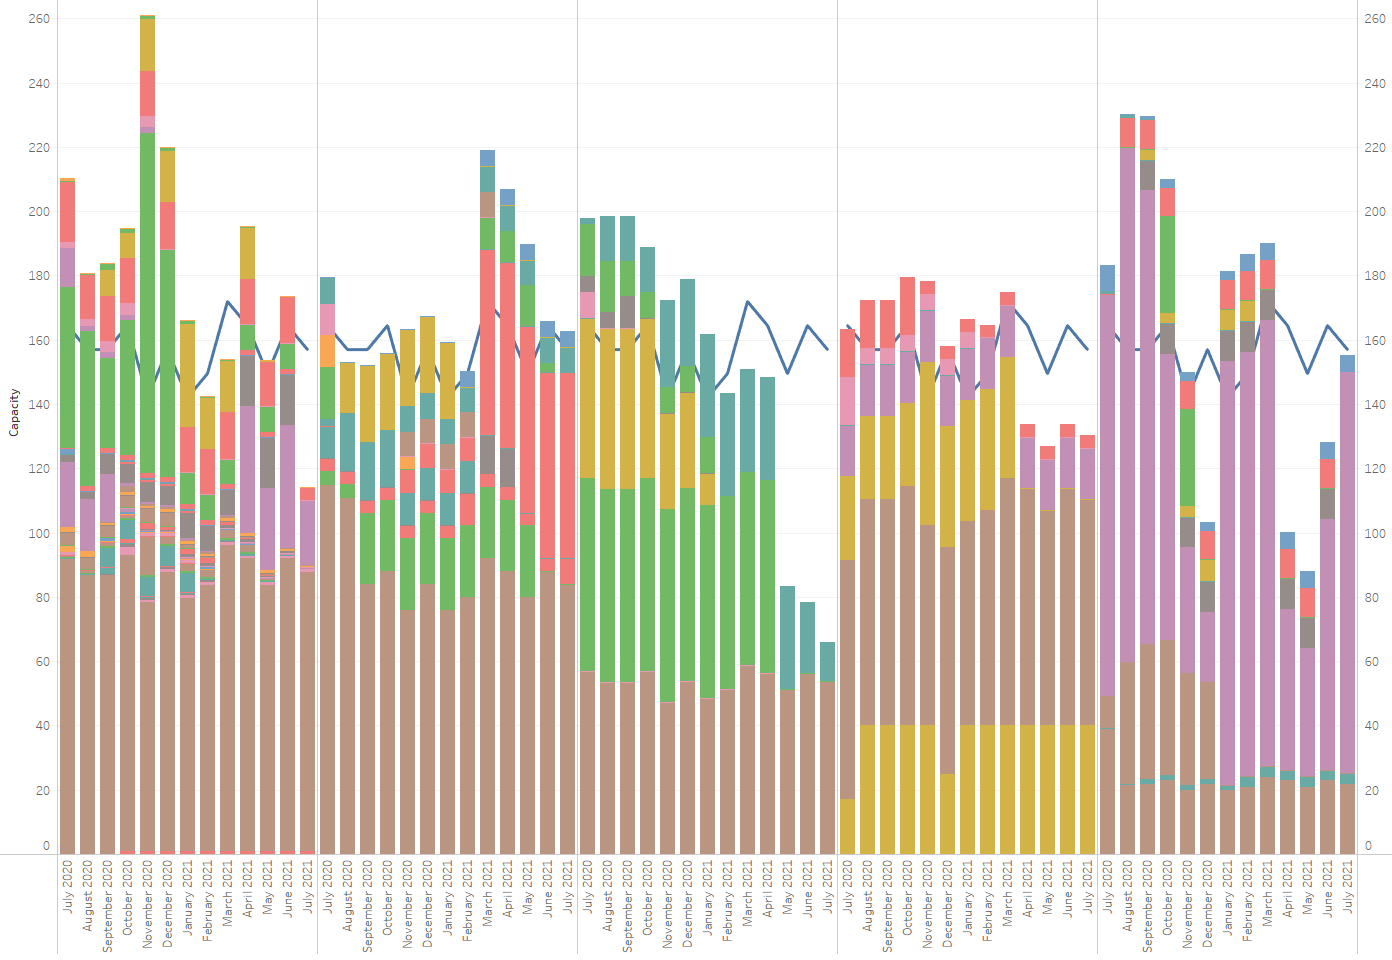 260 260
240 240
220 220
200 200
180 180
160 160
140 140
120 120
100 100
80 80
60 60
40 40
20 20
0 0
Capacity
July 2020
August 2020
September 2020
October 2020
November 2020
December 2020
January 2021
February 2021
March 2021
April 2021
May 2021
June 2021
July 2021
July 2020
August 2020
September 2020
October 2020
November 2020
December 2020
January 2021
February 2021
March 2021
April 2021
May 2021
June 2021
July 2021
July 2020
August 2020
September 2020
October 2020
November 2020
December 2020
January 2021
February 2021
March 2021
April 2021
May 2021
June 2021
July 2021
July 2020
August 2020
September 2020
October 2020
November 2020
December 2020
January 2021
February 2021
March 2021
April 2021
May 2021
June 2021
July 2021
July 2020
August 2020
September 2020
October 2020
November 2020
December 2020
January 2021
February 2021
March 2021
April 2021
May 2021
June 2021
July 2021